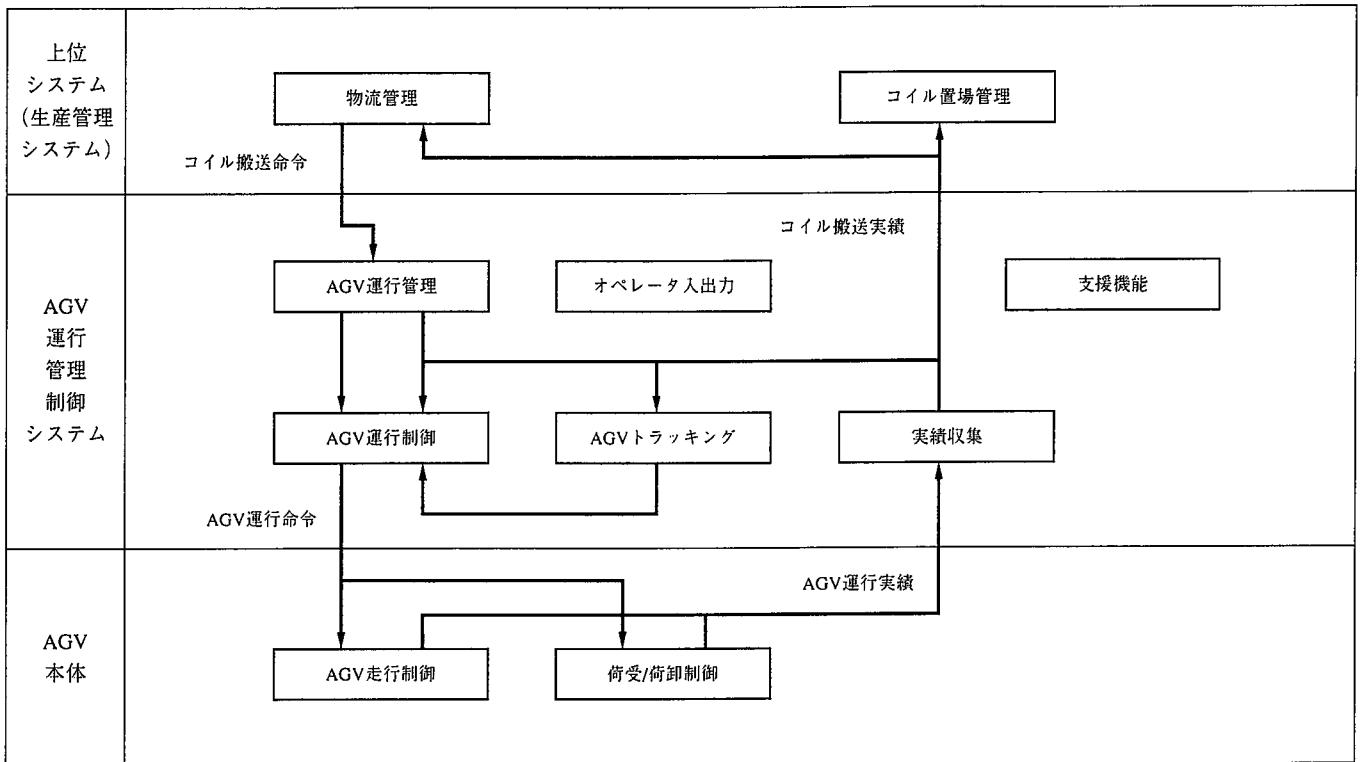 上位
システム
(生産管理
システム)
物流管理
コイル置場管理
コイル搬送命令
コイル搬送実績
AGV
運行
管理
制御
システム
AGV運行管理
オペレータ入出力
支援機能
AGV運行制御
AGVトラッキング
実績収集
AGV運行命令
AGV運行実績
AGV
本体
AGV走行制御
荷受/荷卸制御